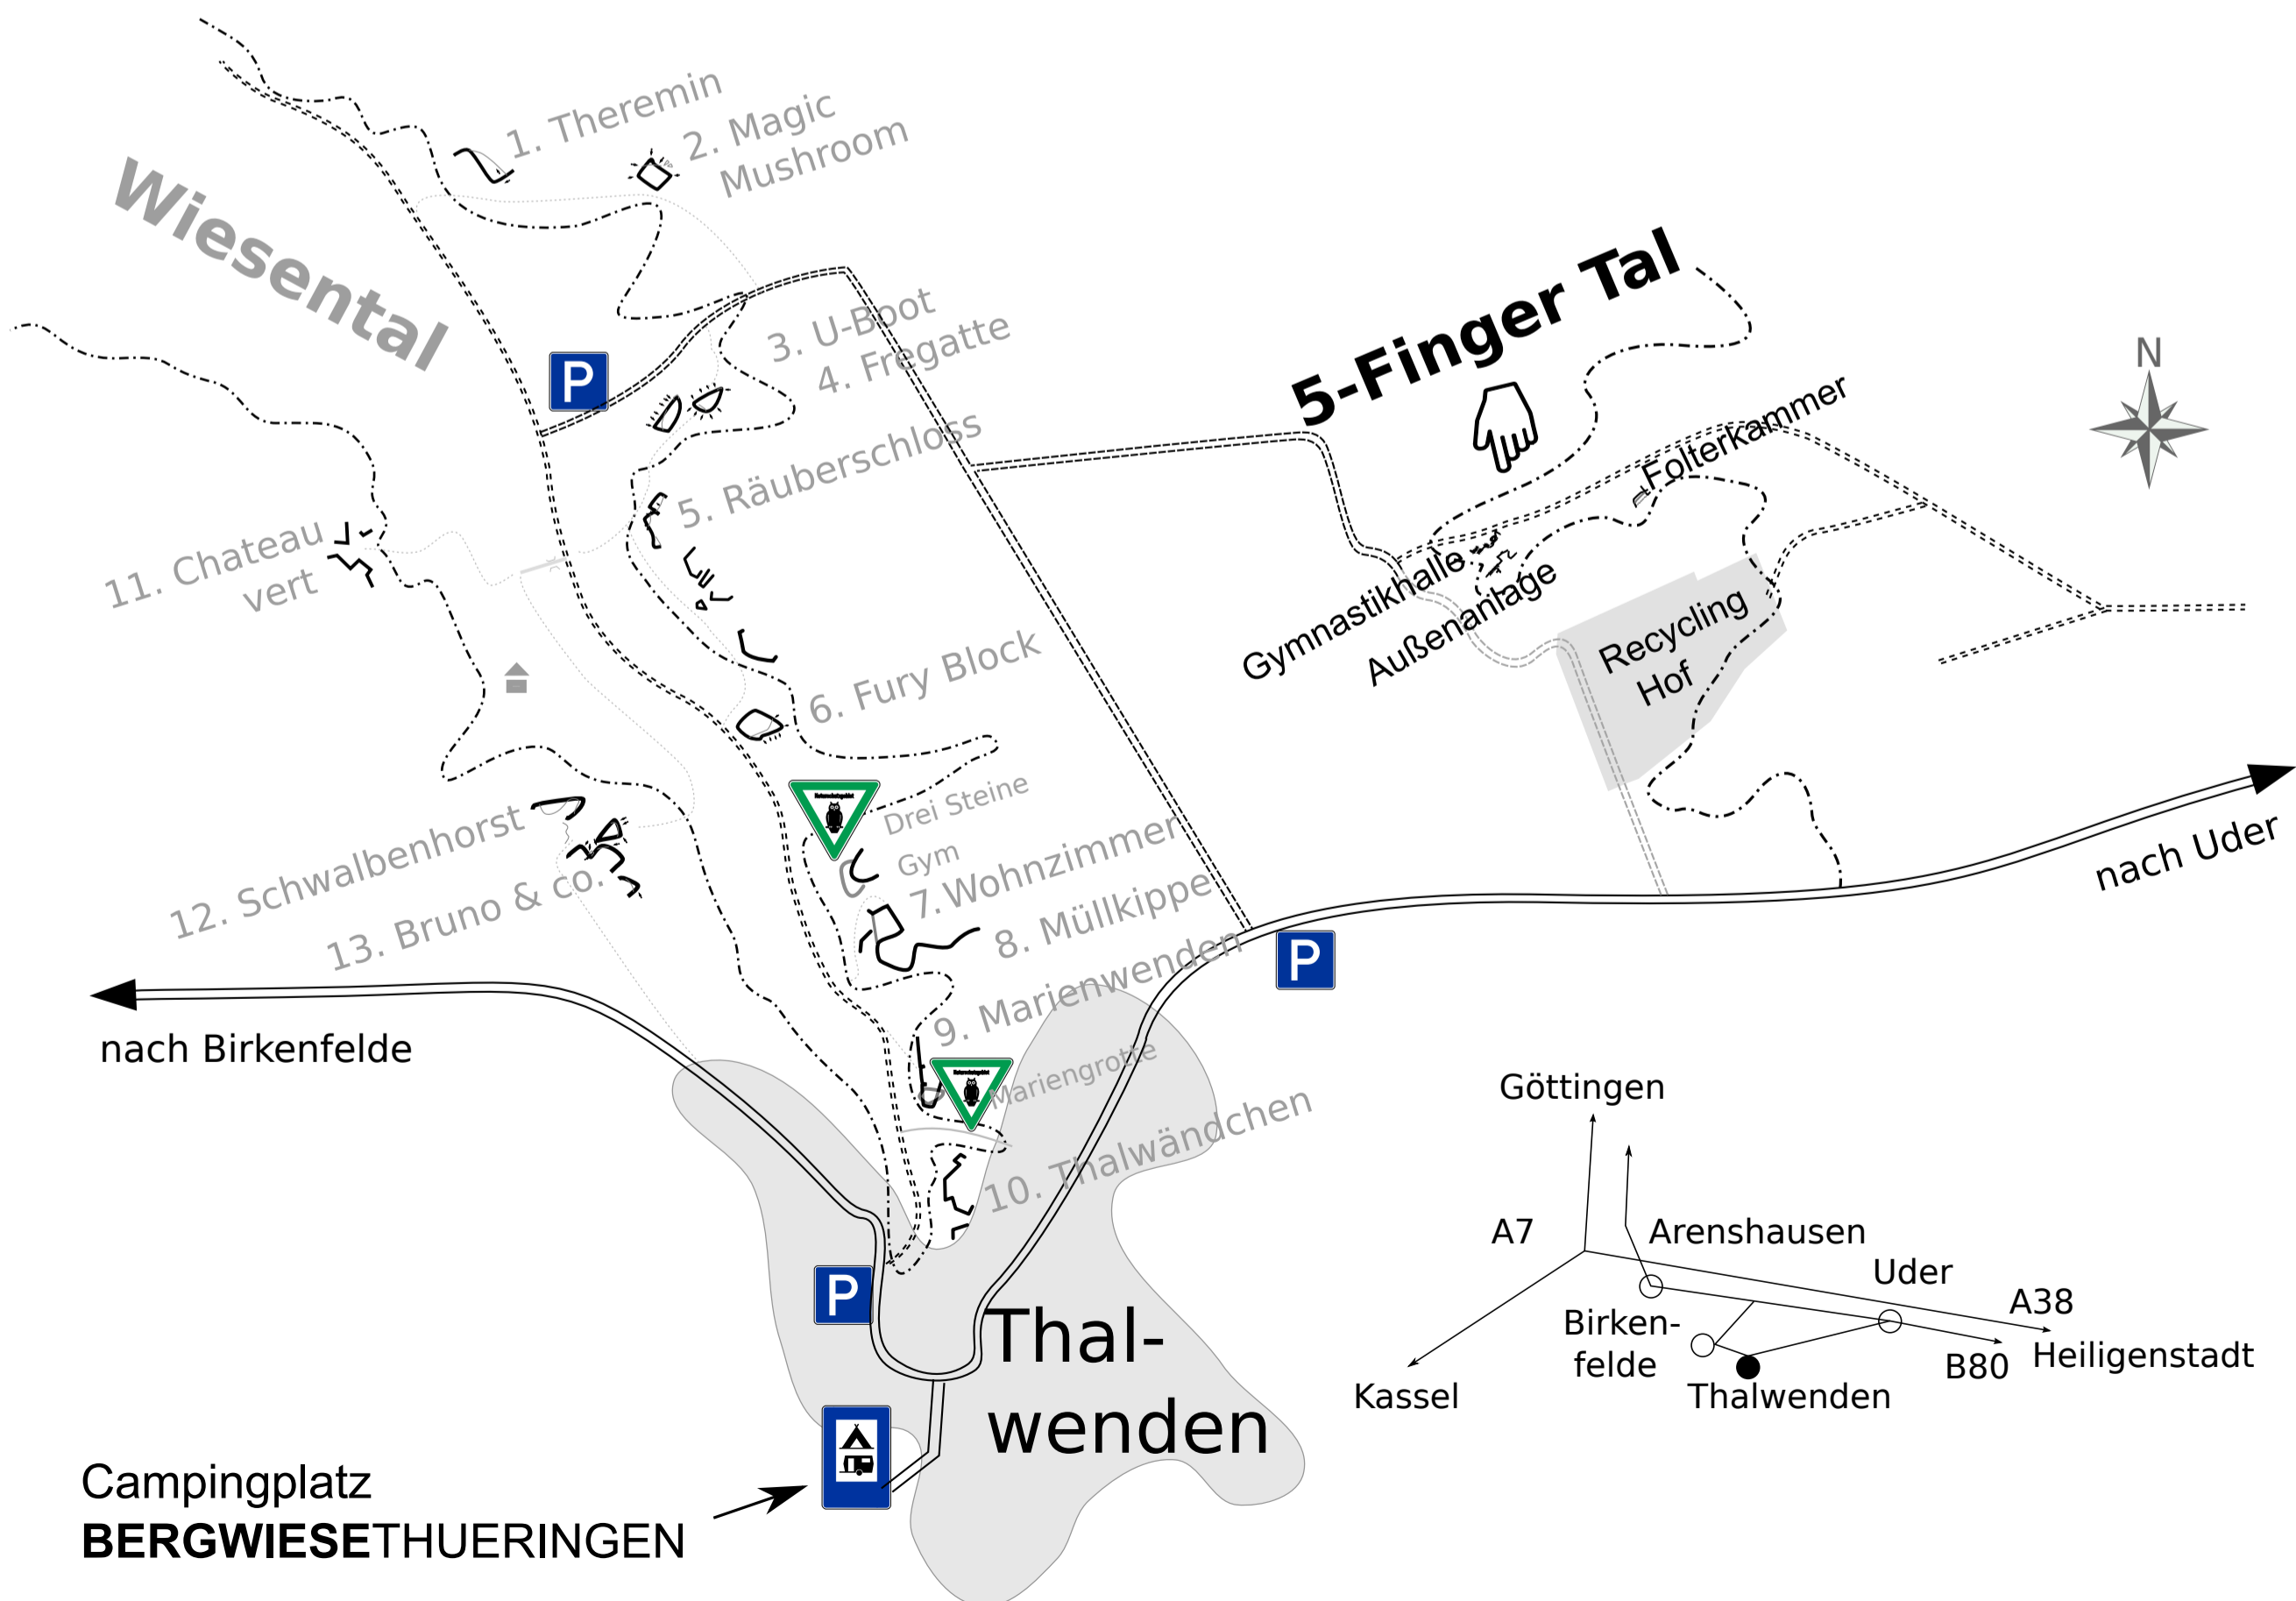 1. Theremin
2. Magic
Mushroom
Wiesental
3. U-Boot
4. Fregatte
5-Finger Tal
N
P
5. Räuberschloss
Folterkammer
11. Chateau
vert
Gymnastikhalle
Außenanlage
Recycling
Hof
6. Fury Block
Drei Steine
Gym
7.Wohnzimmer
8. Müllkippe
12. Schwalbenhorst
13. Bruno & co.
nach Uder
9. Marienwenden
P
nach Birkenfelde
Mariengrotte
10. Thalwändchen
P
Thal-
wenden
Göttingen
A7
Arenshausen
Uder
A38
Birken-
felde
B80
Heiligenstadt
Kassel
Thalwenden
Campingplatz
BERGWIESETHUERINGEN